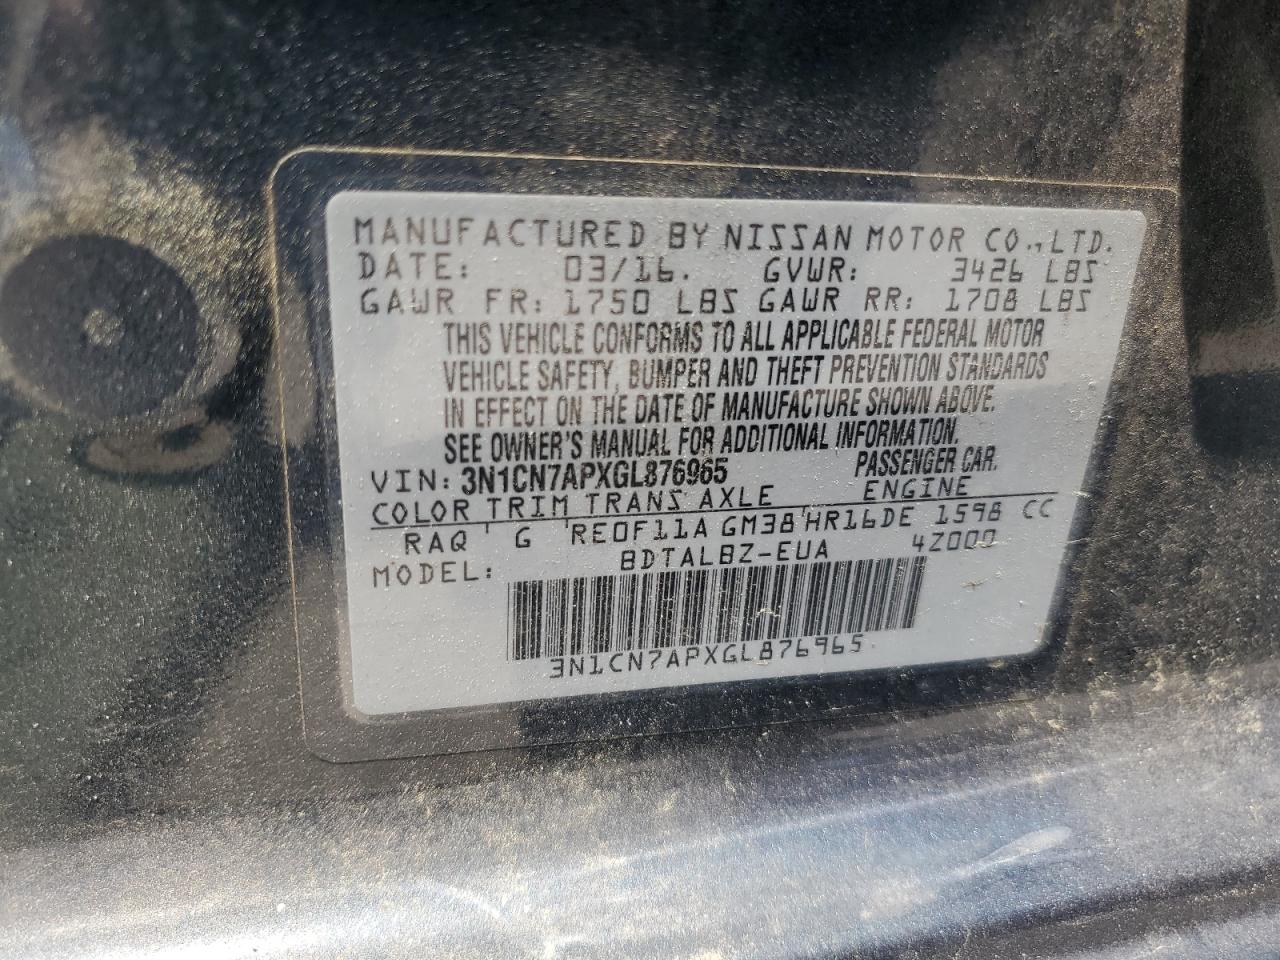 MANUFACTURED BY NISSAN MOTOR CO.,LTD.
DATE: 03/16. GVWR: 3426 LBS
GAWR FR: 1750 LBS GAWR RR: 1708 LBS
THIS VEHICLE CONFORMS TO ALL APPLICABLE FEDERAL MOTOR
VEHICLE SAFETY, BUMPER AND THEFT PREVENTION STANDARDS
IN EFFECT ON THE DATE OF MANUFACTURE SHOWN ABOVE.
SEE OWNER'S MANUAL FOR ADDITIONAL INFORMATION.
VIN: 3N1CN7APXGL876965 PASSENGER CAR.
COLOR TRIM TRANS AXLE ENGINE
RAQ G RE0F11A GM38 HR16DE 1598 CC
MODEL: BDTALBZ-EUA 4Z000
3N1CN7APXGL876965